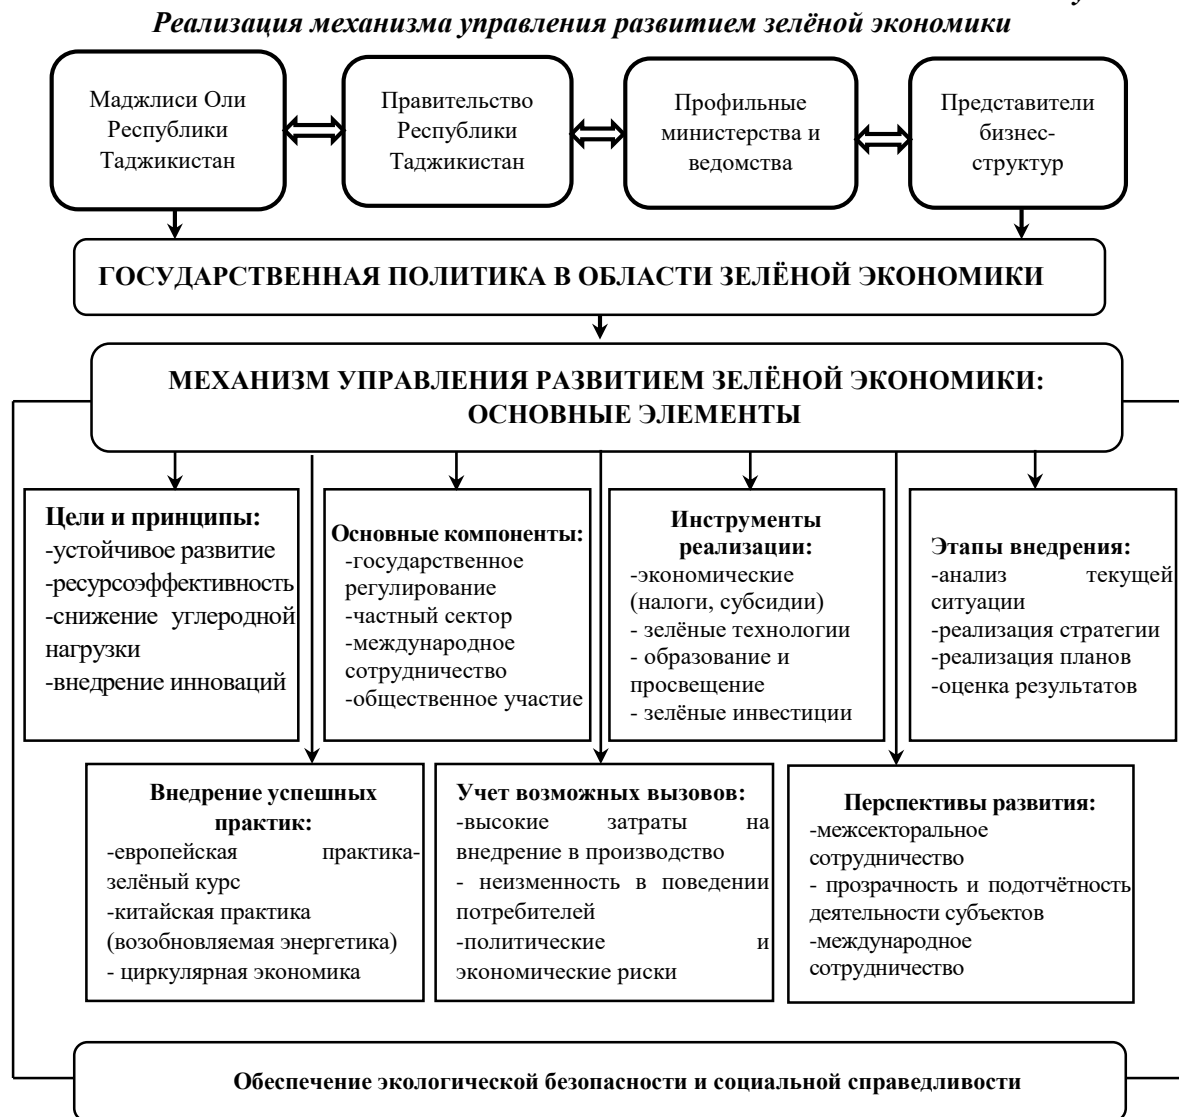 Реализация механизма управления развитием зелёной экономики
Маджлиси Оли
Республики
Таджикистан
Правительство
Республики
Таджикистан
Профильные
министерства и
ведомства
Представители
бизнес-
структур
ГОСУДАРСТВЕННАЯ ПОЛИТИКА В ОБЛАСТИ ЗЕЛЁНОЙ ЭКОНОМИКИ
МЕХАНИЗМ УПРАВЛЕНИЯ РАЗВИТИЕМ ЗЕЛЁНОЙ ЭКОНОМИКИ:
ОСНОВНЫЕ ЭЛЕМЕНТЫ
Цели и принципы:
-устойчивое развитие
-ресурсоэффективность
-снижение углеродной
нагрузки
-внедрение инноваций
Основные компоненты:
-государственное
регулирование
-частный сектор
-международное
сотрудничество
-общественное участие
Инструменты
реализации:
-экономические
(налоги, субсидии)
- зелёные технологии
- образование и
просвещение
- зелёные инвестиции
Этапы внедрения:
-анализ текущей
ситуации
-реализация стратегии
-реализация планов
-оценка результатов
Внедрение успешных
практик:
-европейская практика-
зелёный курс
-китайская практика
(возобновляемая энергетика)
- циркулярная экономика
Учет возможных вызовов:
-высокие затраты на
внедрение в производство
- неизменность в поведении
потребителей
-политические и
экономические риски
Перспективы развития:
-межсекторальное
сотрудничество
- прозрачность и подотчётность
деятельности субъектов
-международное
сотрудничество
Обеспечение экологической безопасности и социальной справедливости